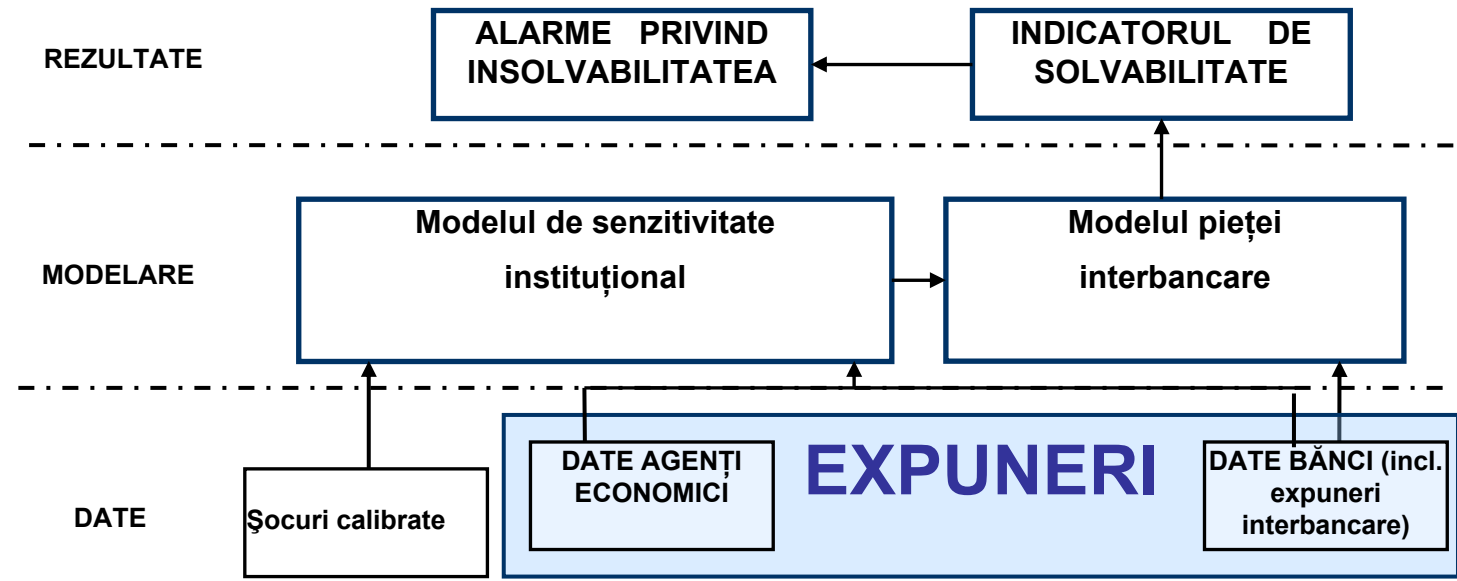 REZULTATE
ALARME PRIVIND
INSOLVABILITATEA
INDICATORUL DE
SOLVABILITATE
MODELARE
Modelul de senzitivitate
instituțional
Modelul pieței
interbancare
DATE
Şocuri calibrate
DATE AGENȚI
ECONOMICI
EXPUNERI
DATE BĂNCI (incl.
expuneri
interbancare)